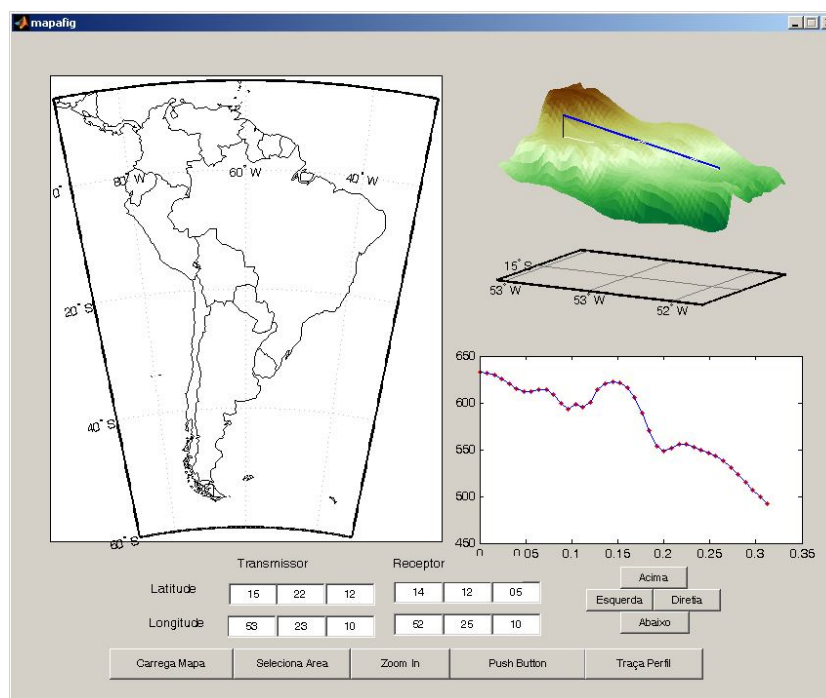 mapafig
0°
80° W
60° W
40° W
20° S
40° S
60° S
15° S
53° W
53° W
52° W
650
600
550
500
450
0 0.05 0.1 0.15 0.2 0.25 0.3 0.35
Transmissor Receptor
Latitude 15 22 12 14 12 05
Longitude 53 23 10 52 25 10
Acima
Esquerda Diretia
Abaixo
Carrega Mapa Seleciona Area Zoom In Push Button Traça Perfil